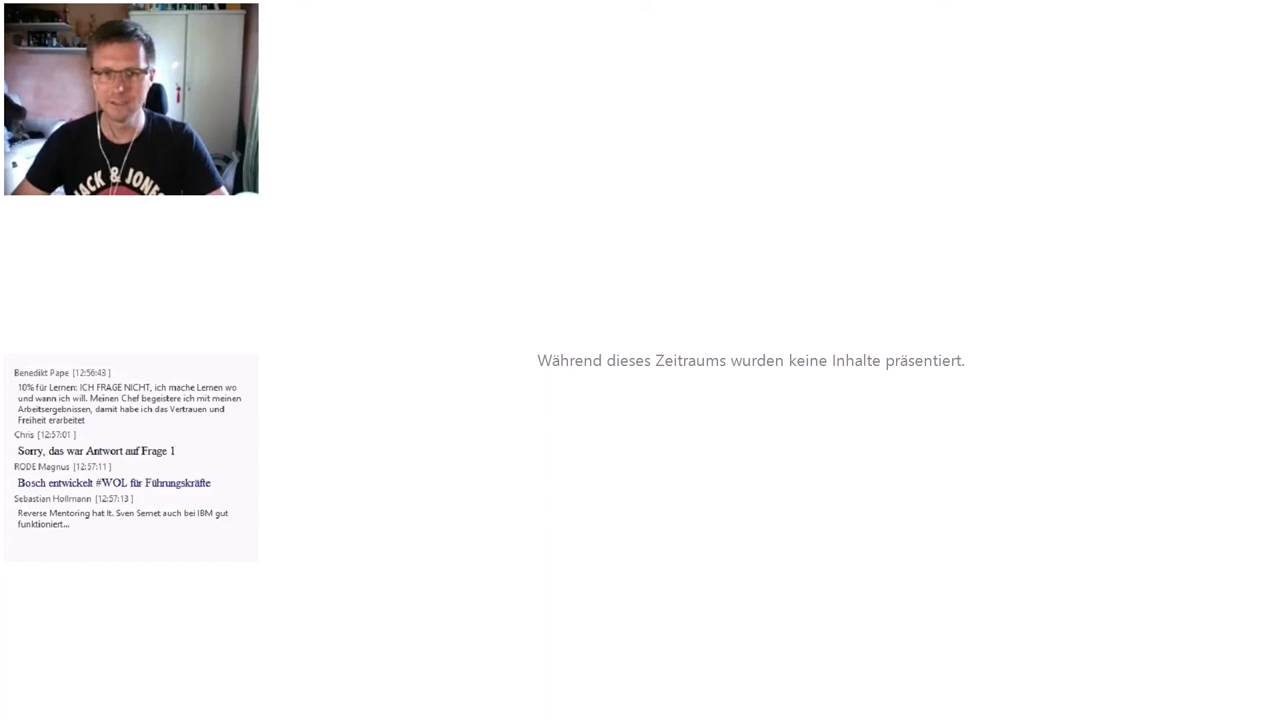 JACK & JONES
Während dieses Zeitraums wurden keine Inhalte präsentiert.
Benedikt Pape [12:56:43 ]
10% für Lernen: ICH FRAGE NICHT, ich mache Lernen wo
und wann ich will. Meinen Chef begeistere ich mit meinen
Arbeitsergebnissen, damit habe ich das Vertrauen und
Freiheit erarbeitet
Chris [12:57:01 ]
Sorry, das war Antwort auf Frage 1
RODE Magnus [12:57:11 ]
Bosch entwickelt #WOL für Führungskräfte
Sebastian Hollmann [12:57:13 ]
Reverse Mentoring hat lt. Sven Semet auch bei IBM gut
funktioniert...